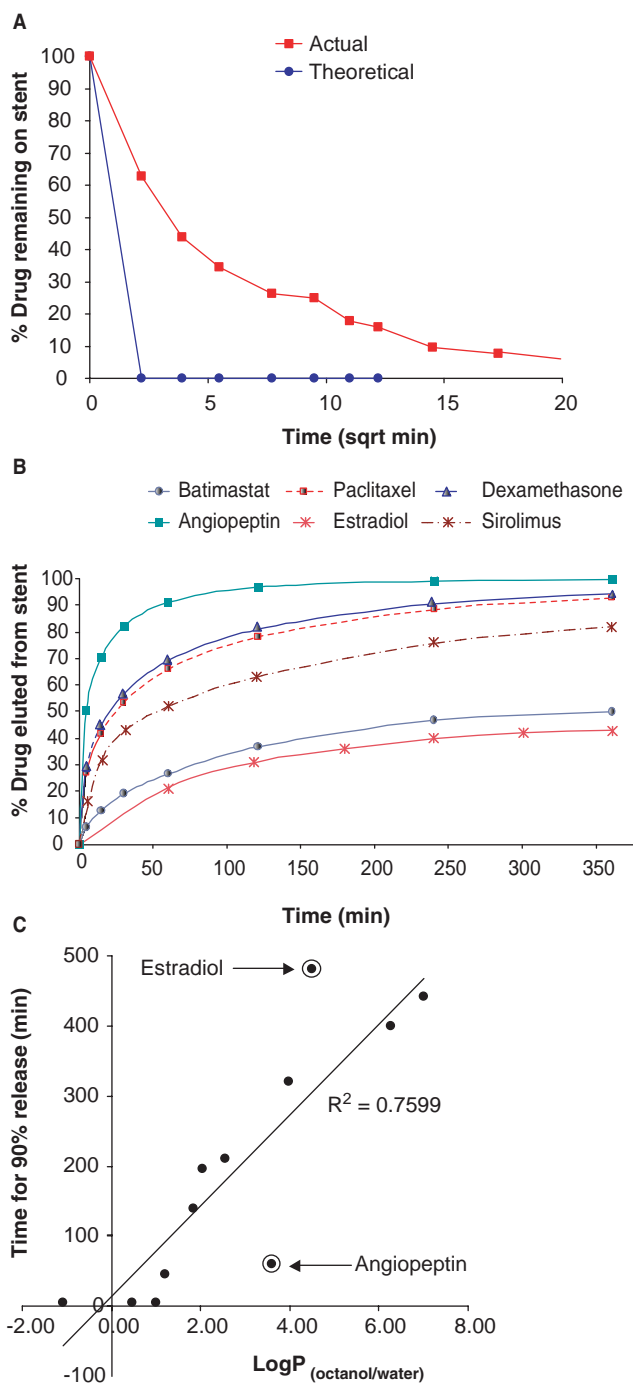 A
Actual
Theoretical
100
90
80
70
60
50
40
30
20
10
0
% Drug remaining on stent
0 5 10 15 20
Time (sqrt min)
B
Batimastat Paclitaxel Dexamethasone
Angiopeptin Estradiol Sirolimus
100
90
80
70
60
50
40
30
20
10
0
% Drug eluted from stent
0 50 100 150 200 250 300 350
Time (min)
C
500
400
300
200
100
0
-100
Time for 90% release (min)
Estradiol
R² = 0.7599
Angiopeptin
-2.00 0.00 2.00 4.00 6.00 8.00
LogP (octanol/water)